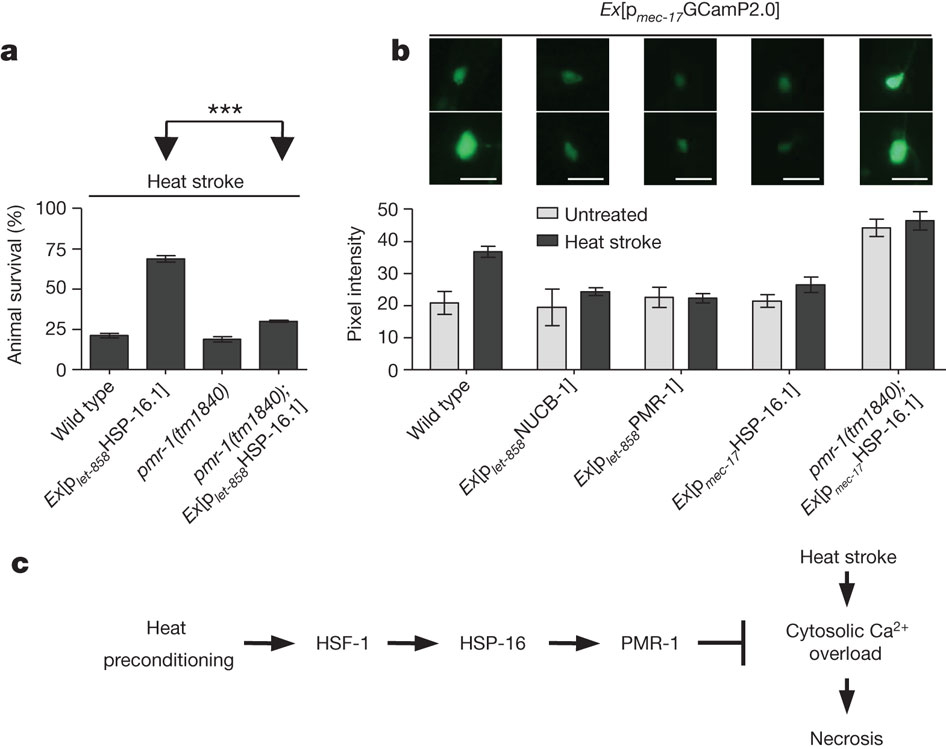 a
***
Heat stroke
Animal survival (%)
100
75
50
25
0
Wild type
Ex[plet-858HSP-16.1]
pmr-1(tm1840)
pmr-1(tm1840);
Ex[plet-858HSP-16.1]
b
Ex[pmec-17GCamP2.0]
Untreated
Heat stroke
Pixel intensity
50
40
30
20
10
0
Wild type
Ex[plet-858NUCB-1]
Ex[plet-858PMR-1]
Ex[pmec-17HSP-16.1]
pmr-1(tm1840);
Ex[pmec-17HSP-16.1]
c
Heat stroke
Heat
preconditioning
HSF-1
HSP-16
PMR-1
Cytosolic Ca²⁺
overload
Necrosis